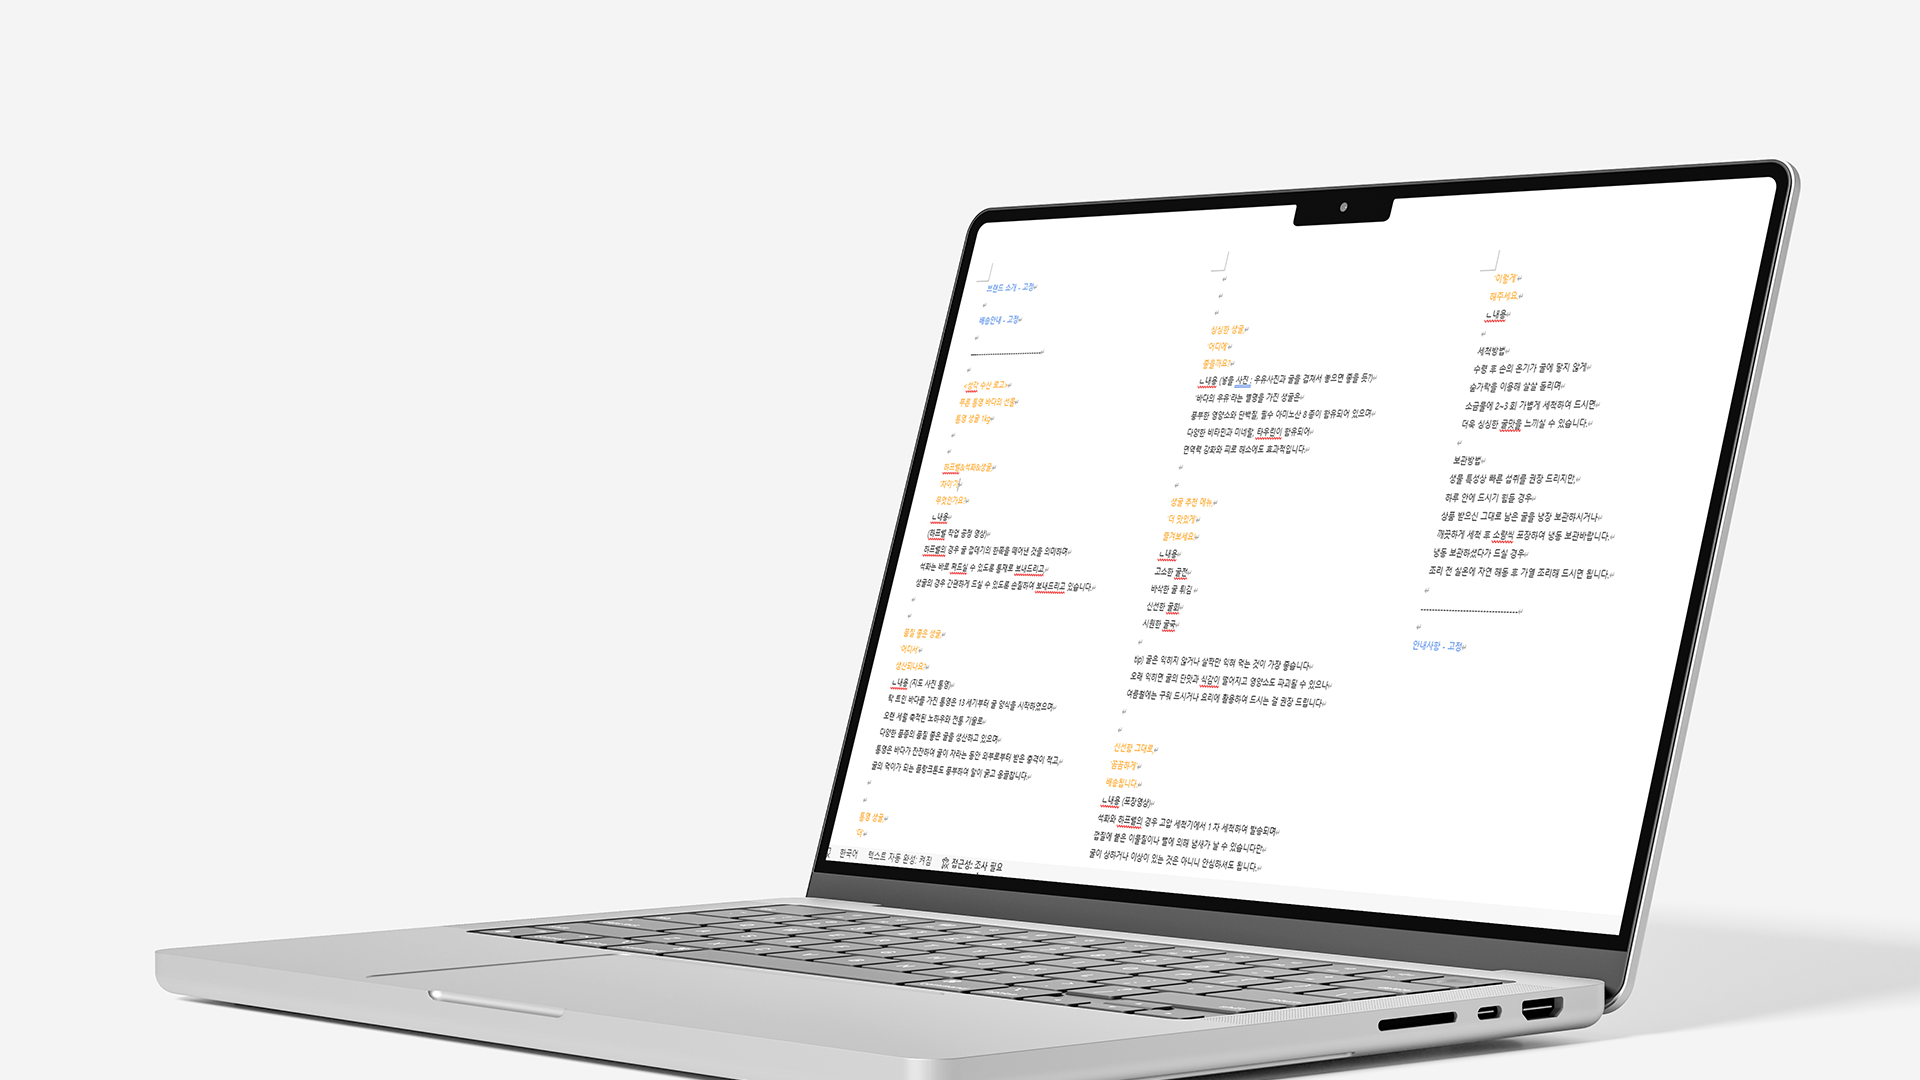 브랜드 소개 - 고정
배송안내 - 고정
푸른 통영 바다의 선물
통영 생굴 1kg
하프쉘&석화&생굴,
차이가
무엇인가요?
ㄴ내용
(하프쉘 작업 공정 영상)
하프쉘의 경우 굴 껍데기의 한쪽을 떼어낸 것을 의미하며
석화는 바로 쪄드실 수 있도록 통째로 보내드리고,
생굴의 경우 간편하게 드실 수 있도록 손질하여 보내드리고 있습니다.
품질 좋은 생굴,
'어디서'
생산되나요?
ㄴ내용 (지도 사진 통영)
탁 트인 바다를 가진 통영은 13세기부터 굴 양식을 시작하였으며
오랜 세월 축적된 노하우와 전통 기술로
다양한 품종의 품질 좋은 굴을 생산하고 있으며
통영은 바다가 잔잔하여 굴이 자라는 동안 외부로부터 받은 충격이 적고,
굴의 먹이가 되는 플랑크톤도 풍부하여 알이 굵고 옹골찹니다.
통영 생굴,
'더'
한국어 텍스트 자동 완성: 켜짐 접근성: 조사 필요
싱싱한 생굴,
'어디에'
좋을까요?
ㄴ내용 (넣을 사진 : 우유사진과 굴을 겹쳐서 놓으면 좋을 듯?)
'바다의 우유'라는 별명을 가진 생굴은
풍부한 영양소와 단백질, 필수 아미노산 8종이 함유되어 있으며
다양한 비타민과 미네랄, 타우린이 함유되어
면역력 강화와 피로 해소에도 효과적입니다.
생굴 추천 메뉴,
'더 맛있게'
즐겨보세요!
ㄴ내용
고소한 굴전
바삭한 굴 튀김
신선한 굴회
시원한 굴국
tip) 굴은 익히지 않거나 살짝만 익혀 먹는 것이 가장 좋습니다
오래 익히면 굴의 단맛과 식감이 떨어지고 영양소도 파괴될 수 있으나
여름철에는 구워 드시거나 요리에 활용하여 드시는 걸 권장 드립니다.
신선함 그대로,
'꼼꼼하게'
배송됩니다.
ㄴ내용 (포장영상)
석화와 하프쉘의 경우 고압 세척기에서 1차 세척하여 발송되며
껍질에 붙은 이물질이나 뻘에 의해 냄새가 날 수 있습니다만
굴이 상하거나 이상이 있는 것은 아니니 안심하셔도 됩니다.
'이렇게'
해주세요.
ㄴ내용
세척방법
수령 후 손의 온기가 굴에 닿지 않게
숟가락을 이용해 살살 돌리며
소금물에 2~3회 가볍게 세척하여 드시면
더욱 싱싱한 굴맛을 느끼실 수 있습니다.
보관방법
생물 특성상 빠른 섭취를 권장 드리지만,
하루 안에 드시기 힘들 경우
상품 받으신 그대로 남은 굴을 냉장 보관하시거나
깨끗하게 세척 후 소량씩 포장하여 냉동 보관바랍니다.
냉동 보관하셨다가 드실 경우
조리 전 실온에 자연 해동 후 가열 조리해 드시면 됩니다.
안내사항 - 고정